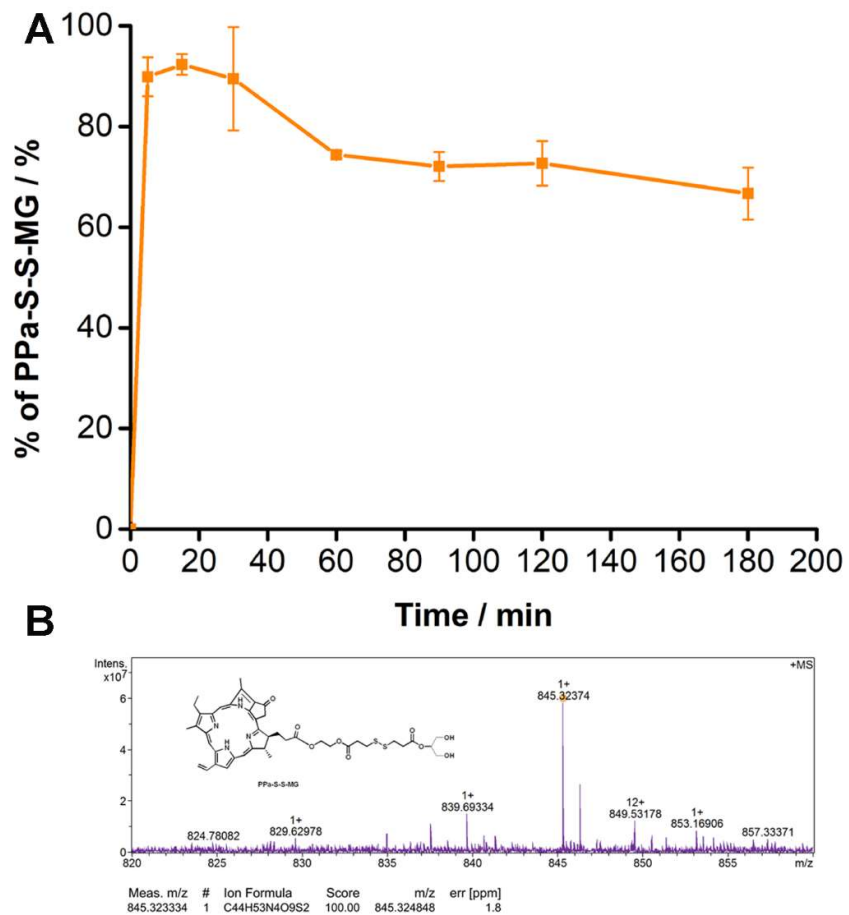 A
% of PPa-S-S-MG / %
100
80
60
40
20
0
0 20 40 60 80 100 120 140 160 180 200
Time / min
B
Intens.
x10⁷
+MS
6
4
2
0
1+
845.32374
1+
839.69334
12+
849.53178
1+
853.16906
1+
829.62978
824.78082
857.33371
H
N
O
N
N
H
N
O
O
O
O
S
S
O
O
OH
OH
PPa-S-S-MG
820 825 830 835 840 845 850 855 m/z
Meas. m/z # Ion Formula Score m/z err [ppm]
845.323334 1 C44H53N4O9S2 100.00 845.324848 1.8